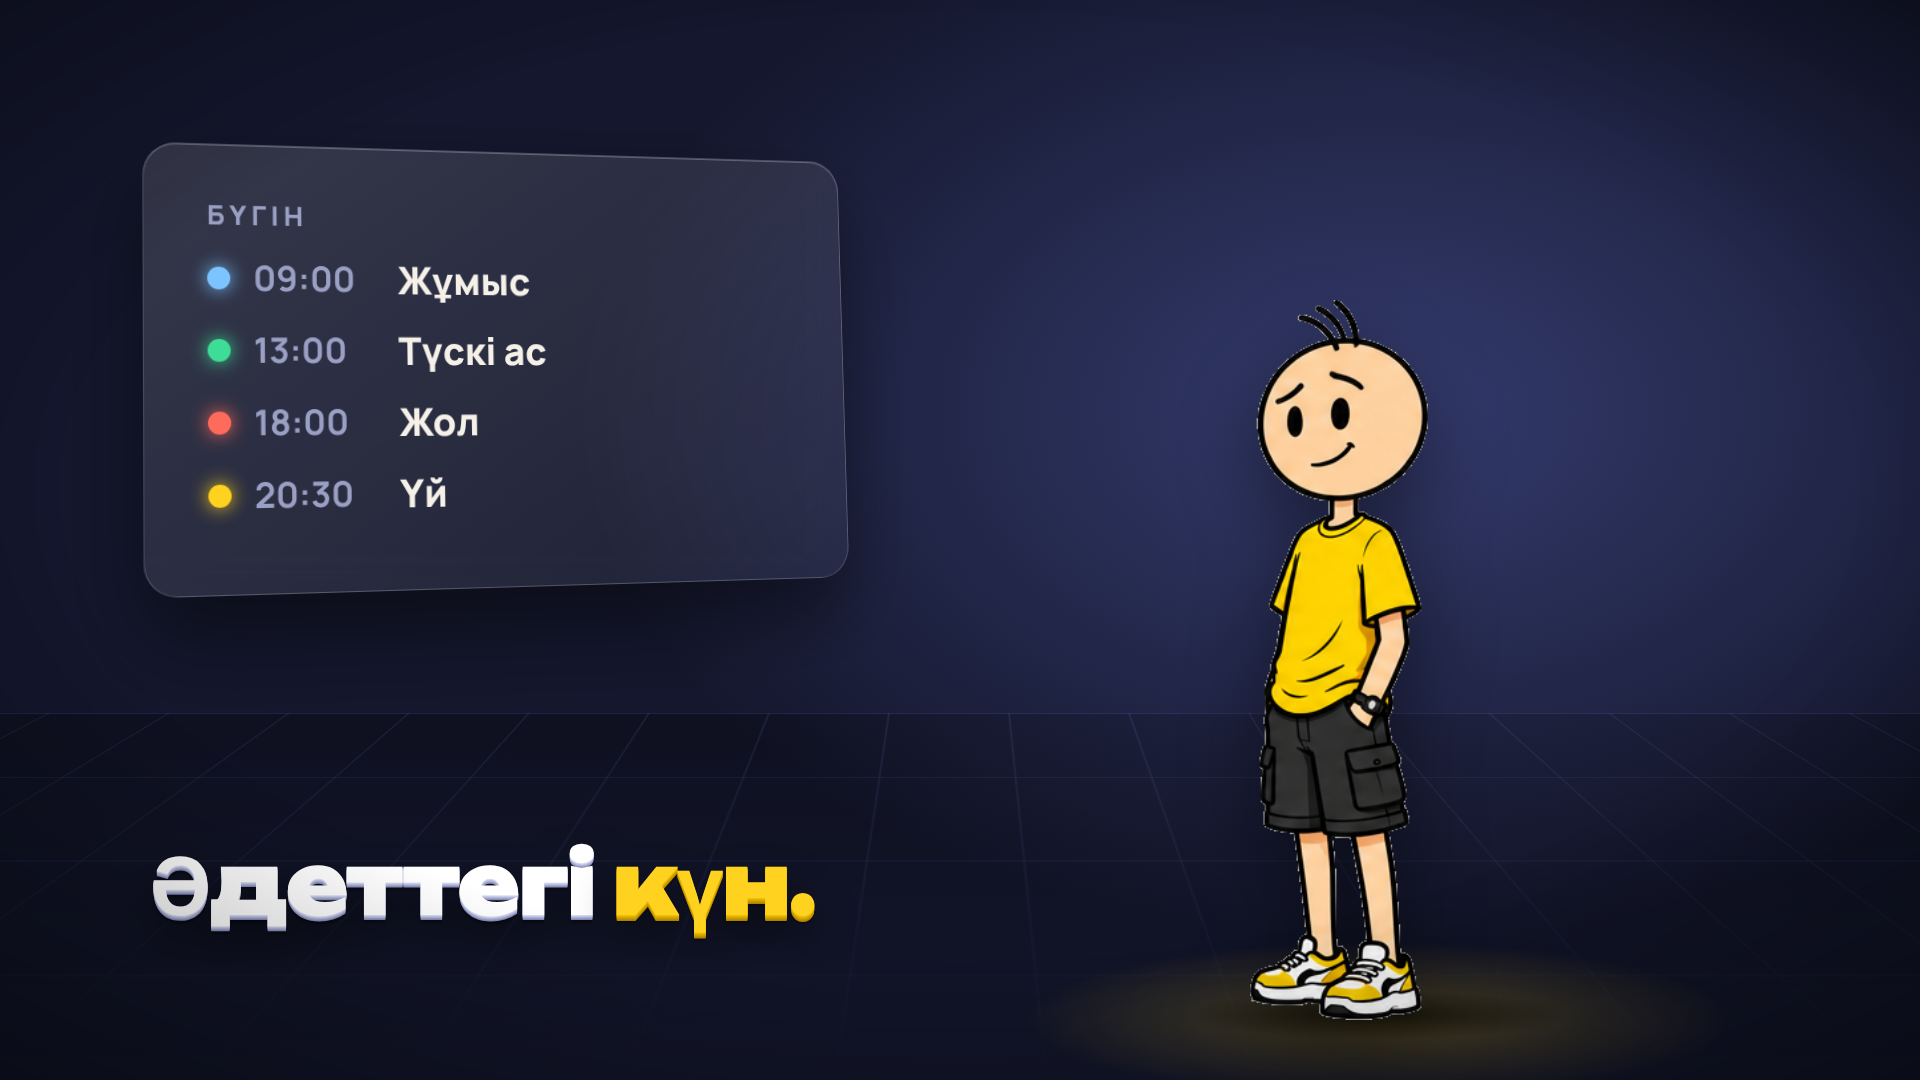 БҮГІН
09:00 Жұмыс
13:00 Түскі ас
18:00 Жол
20:30 Үй
Әдеттегі күн.